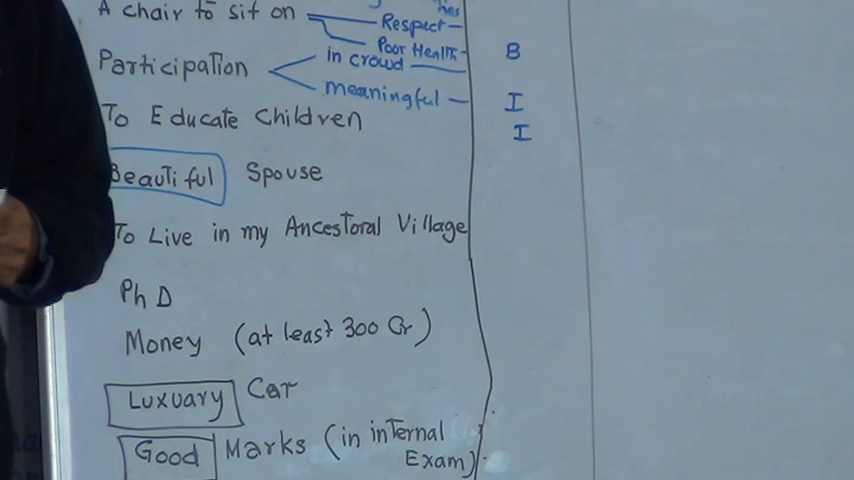 A chair to sit on
Respect
Poor Health B
Participation in crowd
meaningful I
To Educate Children I
Beautiful Spouse
To Live in my Ancestoral Village
Ph D
Money (at least 300 Cr)
Luxuary Car
Good Marks (in internal
Exam)